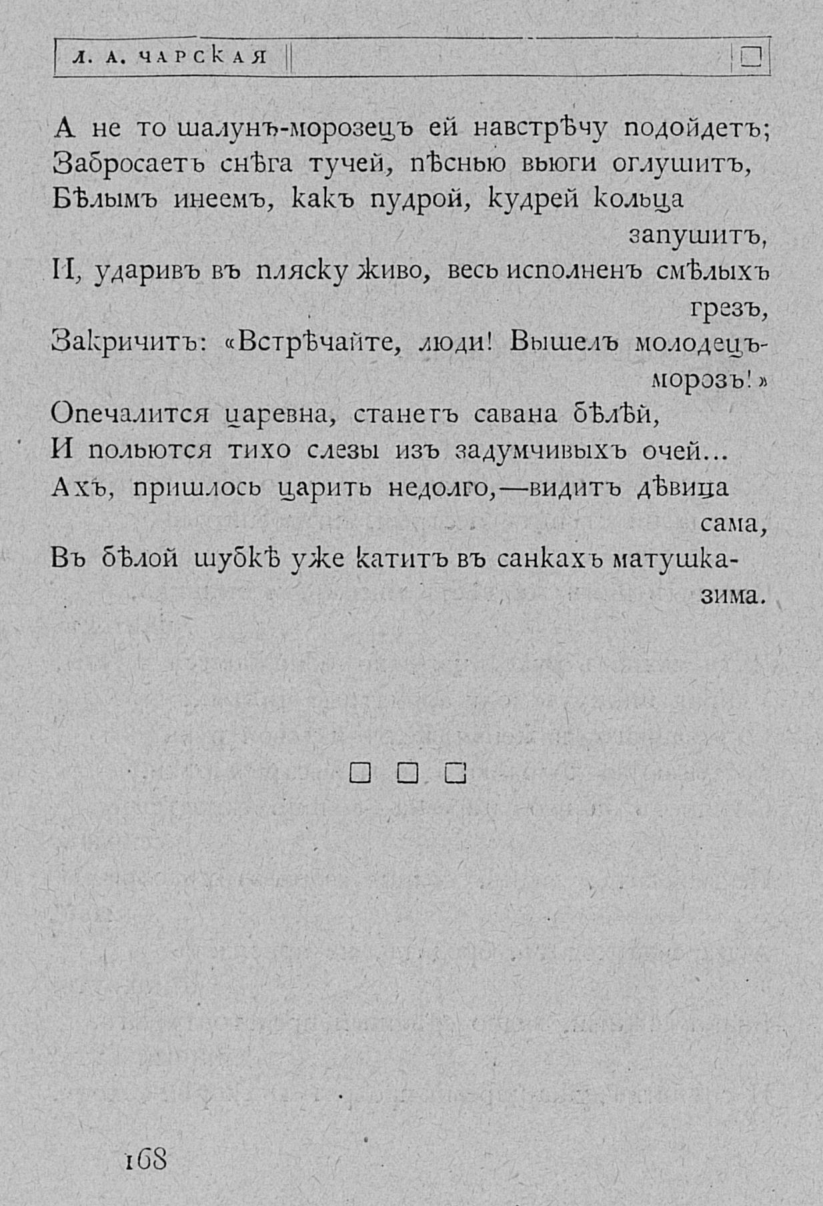 Л. А. ЧАРСКАЯ
А не то шалунъ-морозецъ ей навстрѣчу подойдетъ;
Забросаетъ снѣга тучей, пѣснью вьюги оглушитъ,
Бѣлымъ инеемъ, какъ пудрой, кудрей кольца
запушитъ,
И, ударивъ въ пляску живо, весь исполненъ смѣлыхъ
грезъ,
Закричитъ: «Встрѣчайте, люди! Вышелъ молодецъ-
морозъ!»
Опечалится царевна, станетъ савана бѣлѣй,
И польются тихо слезы изъ задумчивыхъ очей...
Ахъ, пришлось царить недолго,—видитъ дѣвица
сама,
Въ бѣлой шубкѣ уже катитъ въ санкахъ матушка-
зима.
168